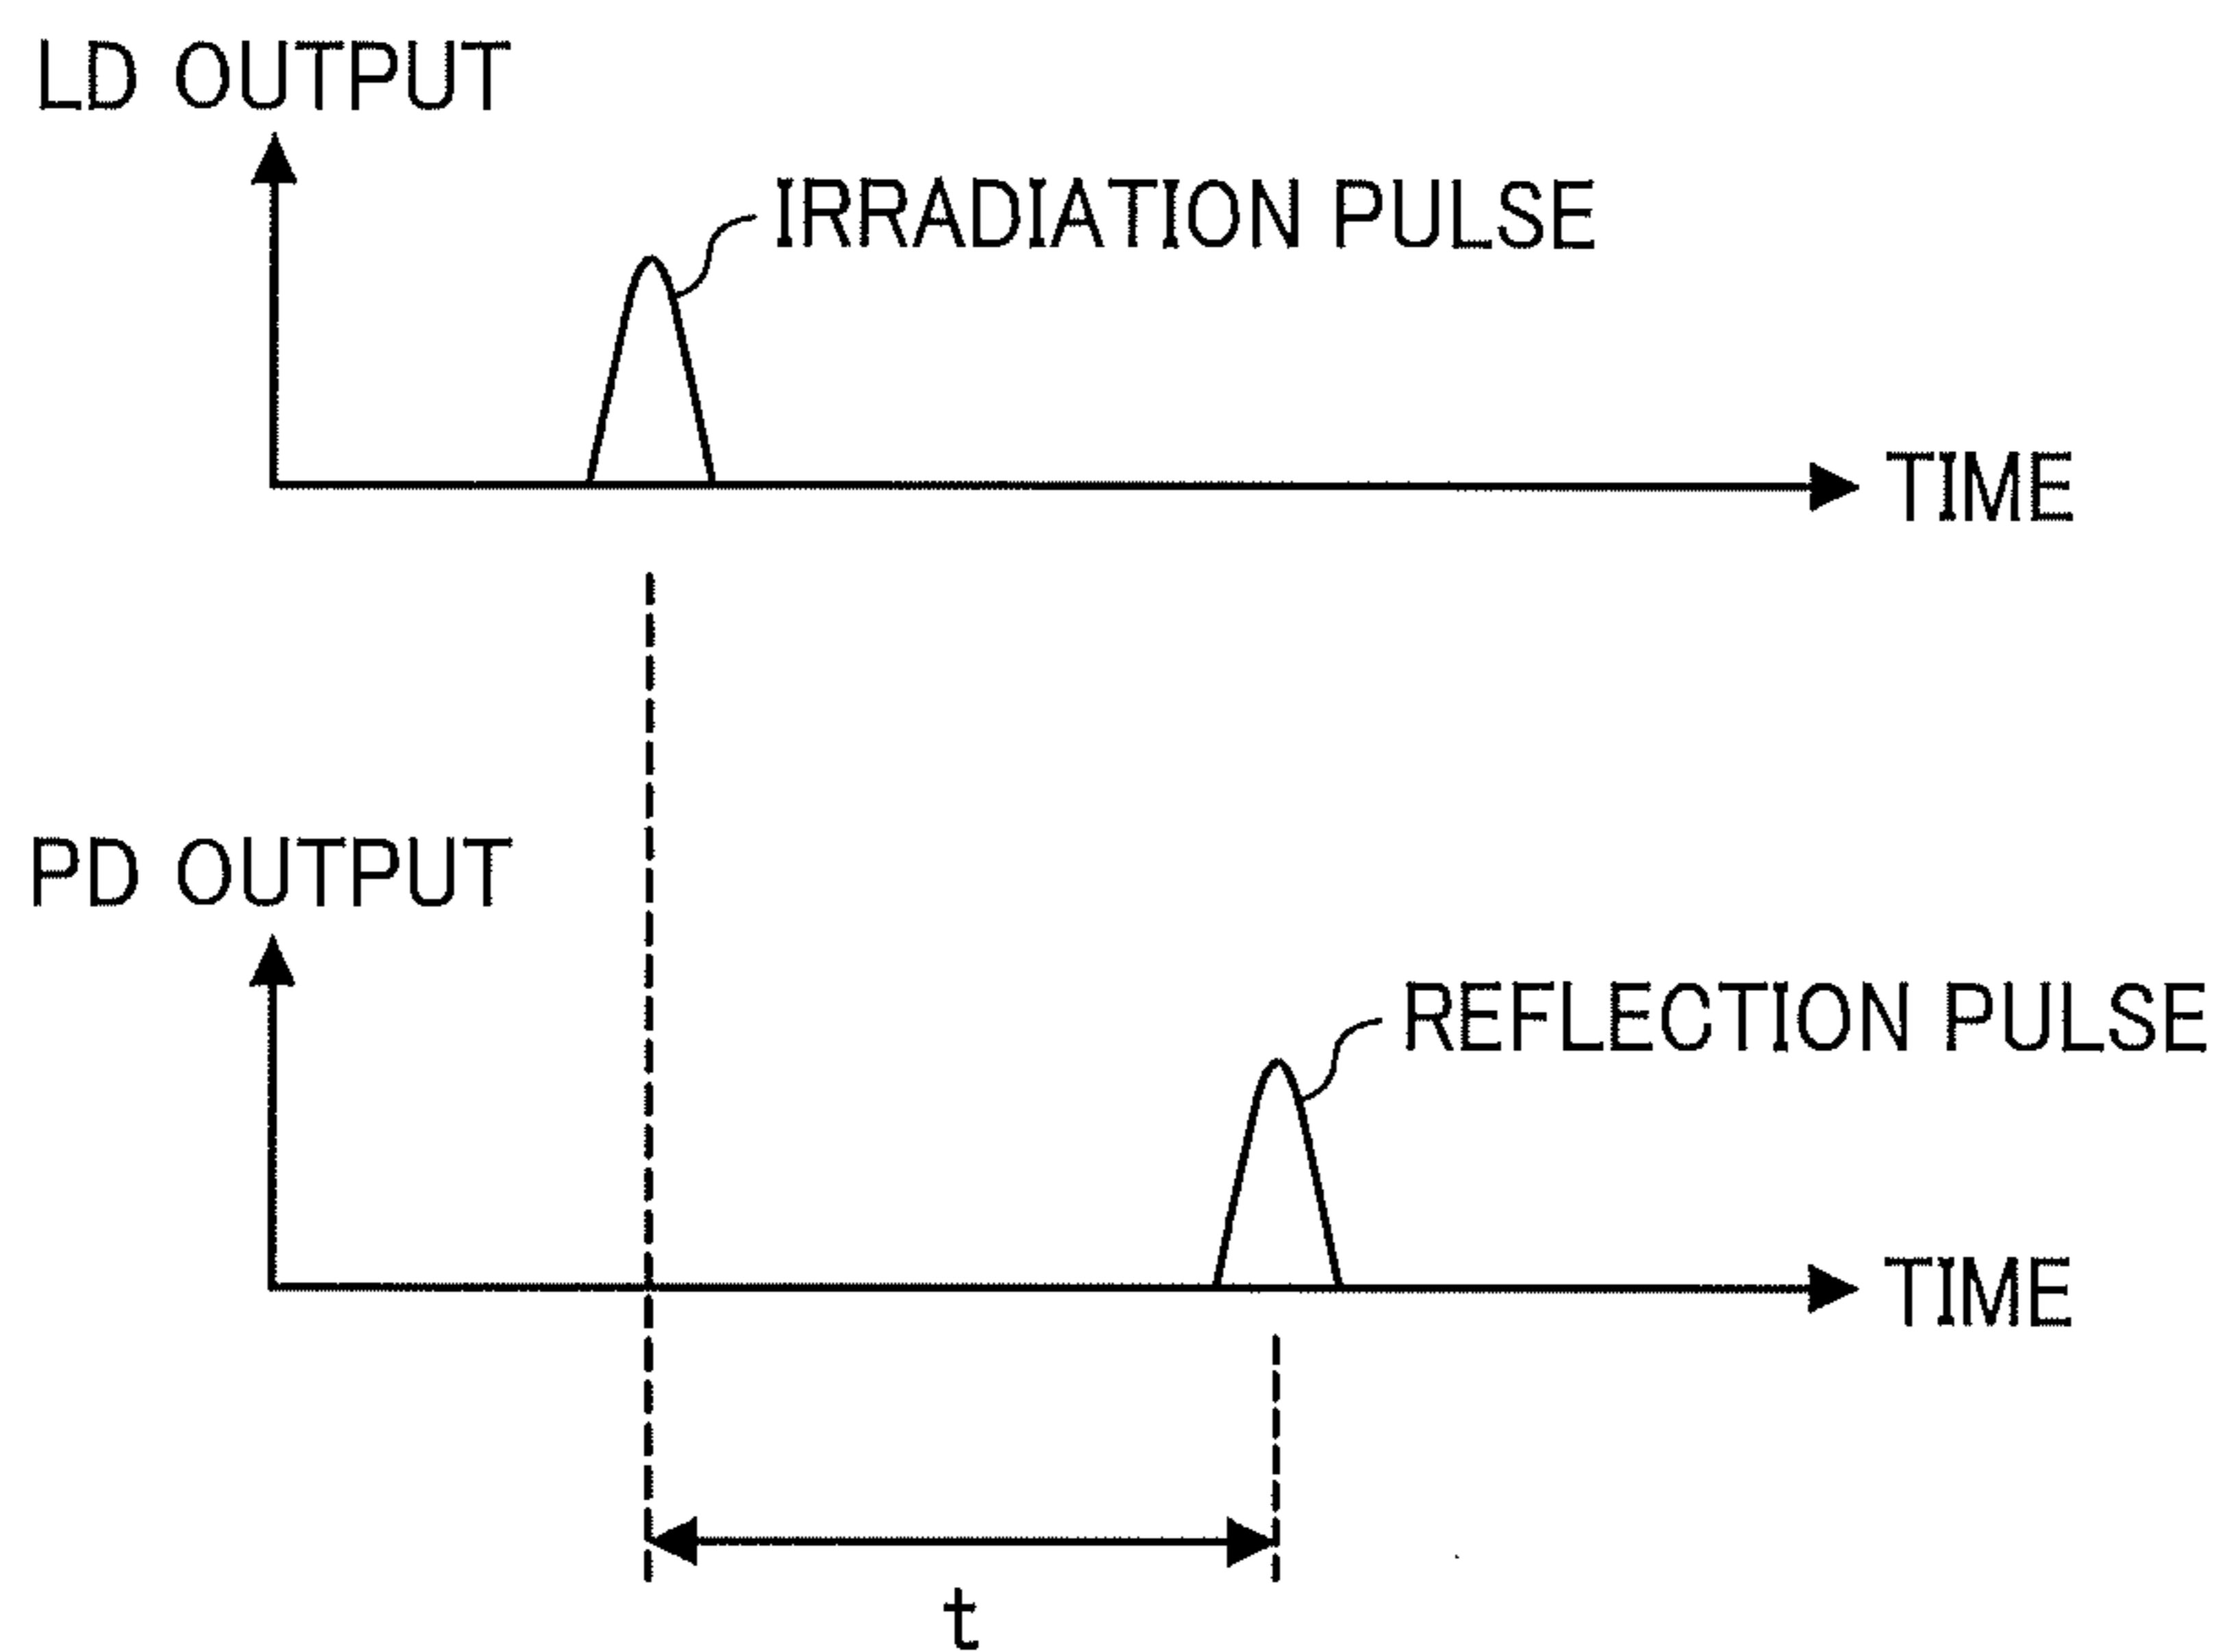 LD OUTPUT
IRRADIATION PULSE
TIME
PD OUTPUT
REFLECTION PULSE
TIME
t